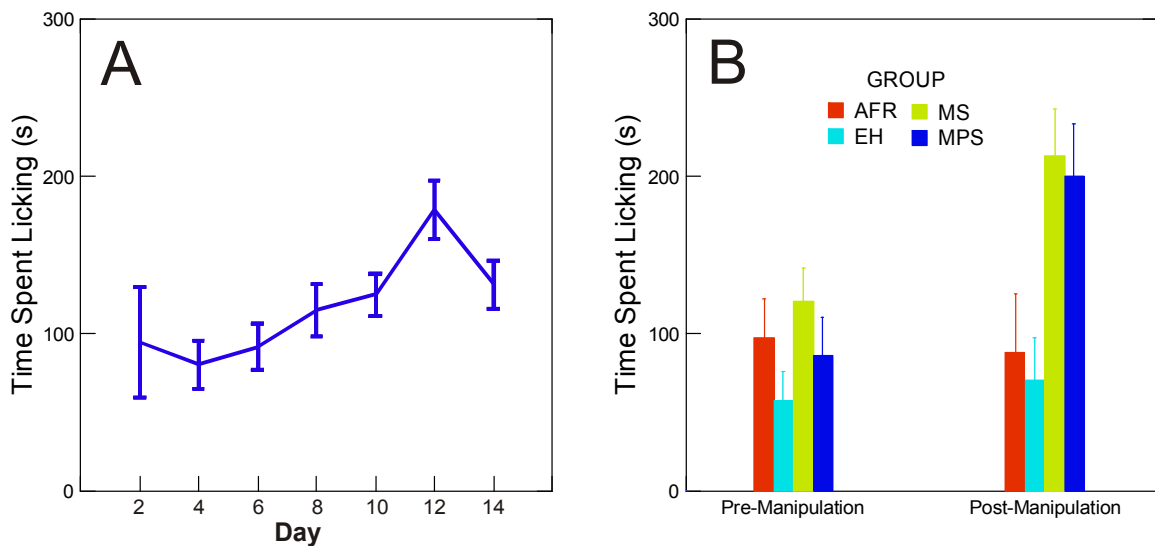 A
Time Spent Licking (s)
300
200
100
0
2 4 6 8 10 12 14
Day
B
GROUP
AFR MS
EH MPS
Time Spent Licking (s)
300
200
100
0
Pre-Manipulation Post-Manipulation